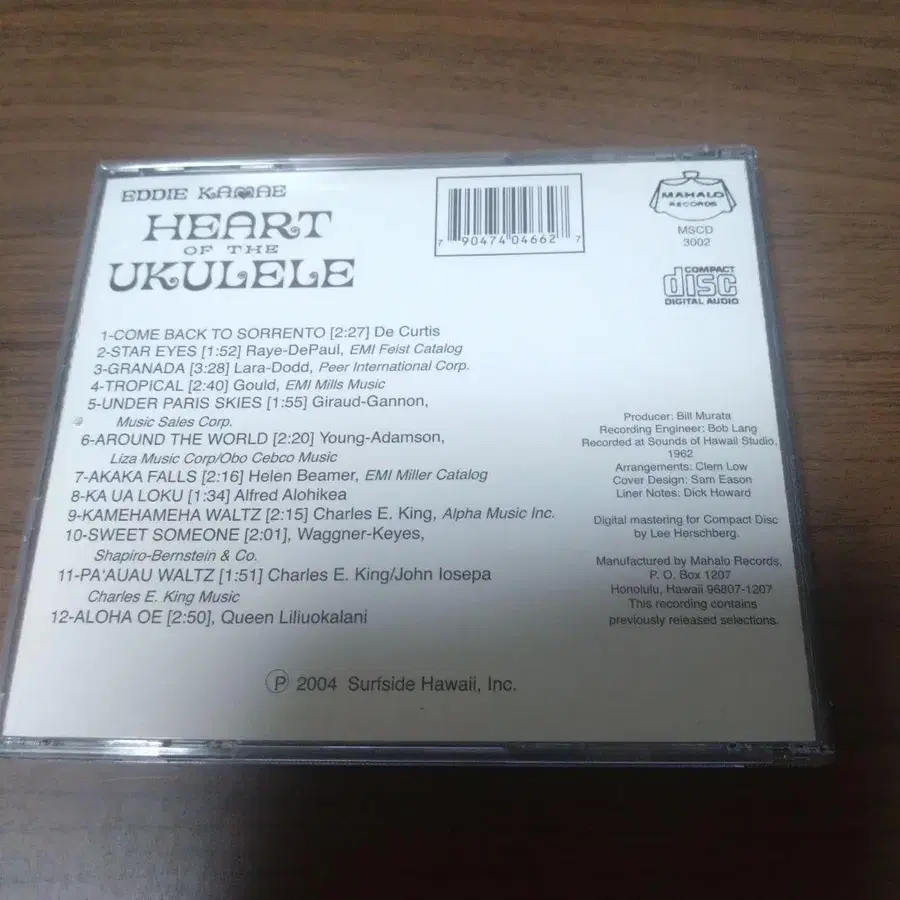 EDDIE KAMAE
HEART
OF THE
UKULELE
7 90474 04662 7
MAHALO
RECORDS
MSCD
3002
COMPACT
disc
DIGITAL AUDIO
1-COME BACK TO SORRENTO [2:27] De Curtis
2-STAR EYES [1:52] Raye-DePaul, EMI Feist Catalog
3-GRANADA [3:28] Lara-Dodd, Peer International Corp.
4-TROPICAL [2:40] Gould, EMI Mills Music
5-UNDER PARIS SKIES [1:55] Giraud-Gannon,
Music Sales Corp.
6-AROUND THE WORLD [2:20] Young-Adamson,
Liza Music Corp/Obo Cebco Music
7-AKAKA FALLS [2:16] Helen Beamer, EMI Miller Catalog
8-KA UA LOKU [1:34] Alfred Alohikea
9-KAMEHAMEHA WALTZ [2:15] Charles E. King, Alpha Music Inc.
10-SWEET SOMEONE [2:01], Waggner-Keyes,
Shapiro-Bernstein & Co.
11-PA'AUAU WALTZ [1:51] Charles E. King/John Iosepa
Charles E. King Music
12-ALOHA OE [2:50], Queen Liliuokalani
Producer: Bill Murata
Recording Engineer: Bob Lang
Recorded at Sounds of Hawaii Studio,
1962
Arrangements: Clem Low
Cover Design: Sam Eason
Liner Notes: Dick Howard
Digital mastering for Compact Disc
by Lee Herschberg.
Manufactured by Mahalo Records,
P. O. Box 1207
Honolulu, Hawaii 96807-1207
This recording contains
previously released selections.
Ⓟ 2004 Surfside Hawaii, Inc.